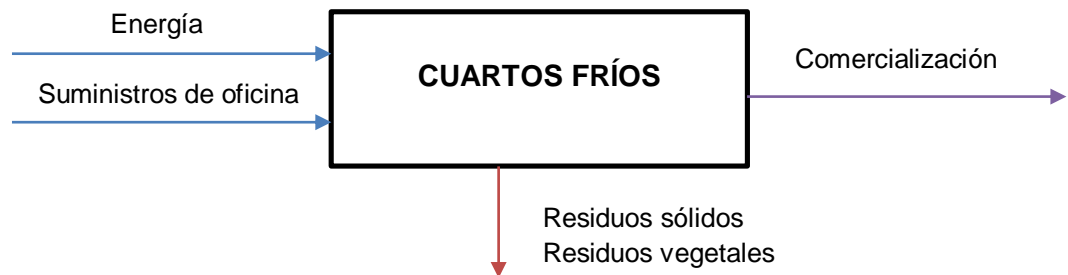 Energía
Suministros de oficina
CUARTOS FRÍOS
Comercialización
Residuos sólidos
Residuos vegetales